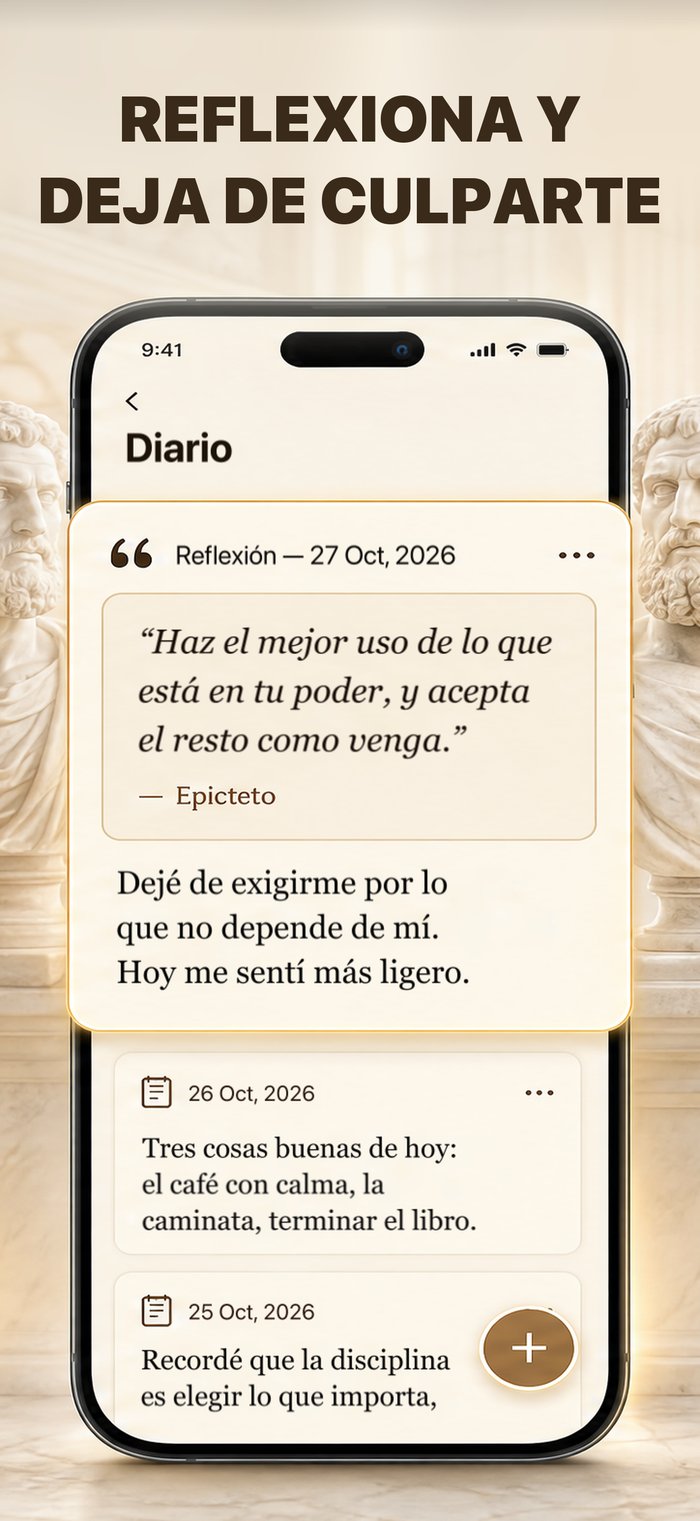 REFLEXIONA Y
DEJA DE CULPARTE
9:41
Diario
Reflexión — 27 Oct, 2026
“Haz el mejor uso de lo que
está en tu poder, y acepta
el resto como venga.”
— Epicteto
Dejé de exigirme por lo
que no depende de mí.
Hoy me sentí más ligero.
26 Oct, 2026
Tres cosas buenas de hoy:
el café con calma, la
caminata, terminar el libro.
25 Oct, 2026
Recordé que la disciplina
es elegir lo que importa,